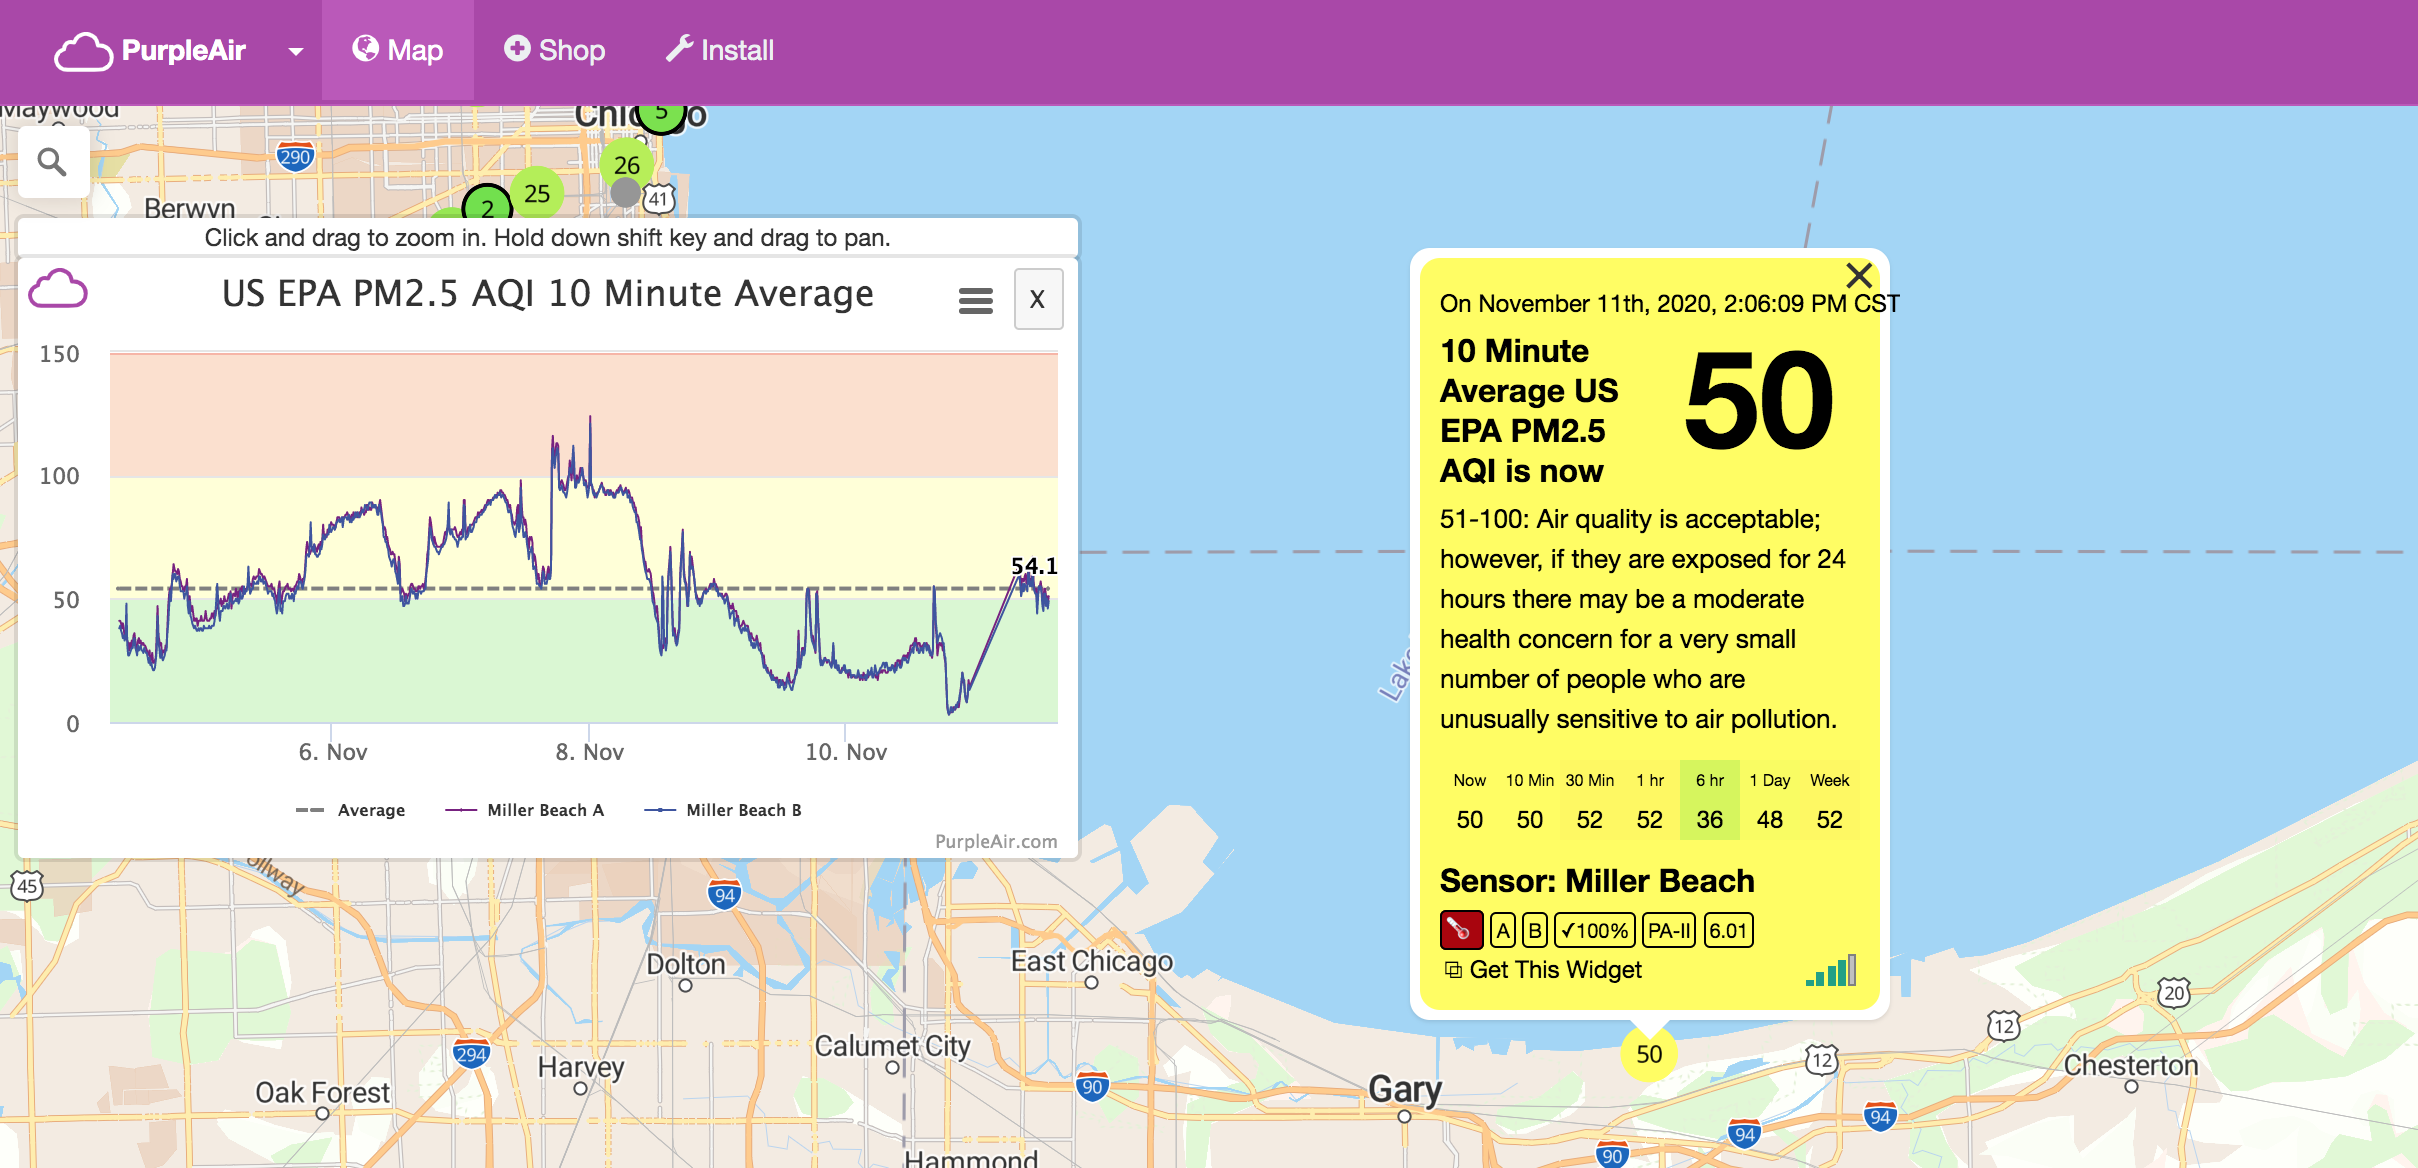 PurpleAir
Map
Shop
Install
Maywood
Chicago
5
290
26
25
41
2
Berwyn
Click and drag to zoom in. Hold down shift key and drag to pan.
US EPA PM2.5 AQI 10 Minute Average
X
150
100
50
0
54.1
6. Nov
8. Nov
10. Nov
Average
Miller Beach A
Miller Beach B
PurpleAir.com
On November 11th, 2020, 2:06:09 PM CST
10 Minute
Average US
EPA PM2.5
AQI is now
50
51-100: Air quality is acceptable;
however, if they are exposed for 24
hours there may be a moderate
health concern for a very small
number of people who are
unusually sensitive to air pollution.
Now 10 Min 30 Min 1 hr 6 hr 1 Day Week
50 50 52 52 36 48 52
Sensor: Miller Beach
A B ✓100% PA-II 6.01
Get This Widget
Lake
45
94
Dolton
East Chicago
20
12
294
Harvey
Calumet City
50
12
Chesterton
Oak Forest
90
Gary
94
94
90
Hammond